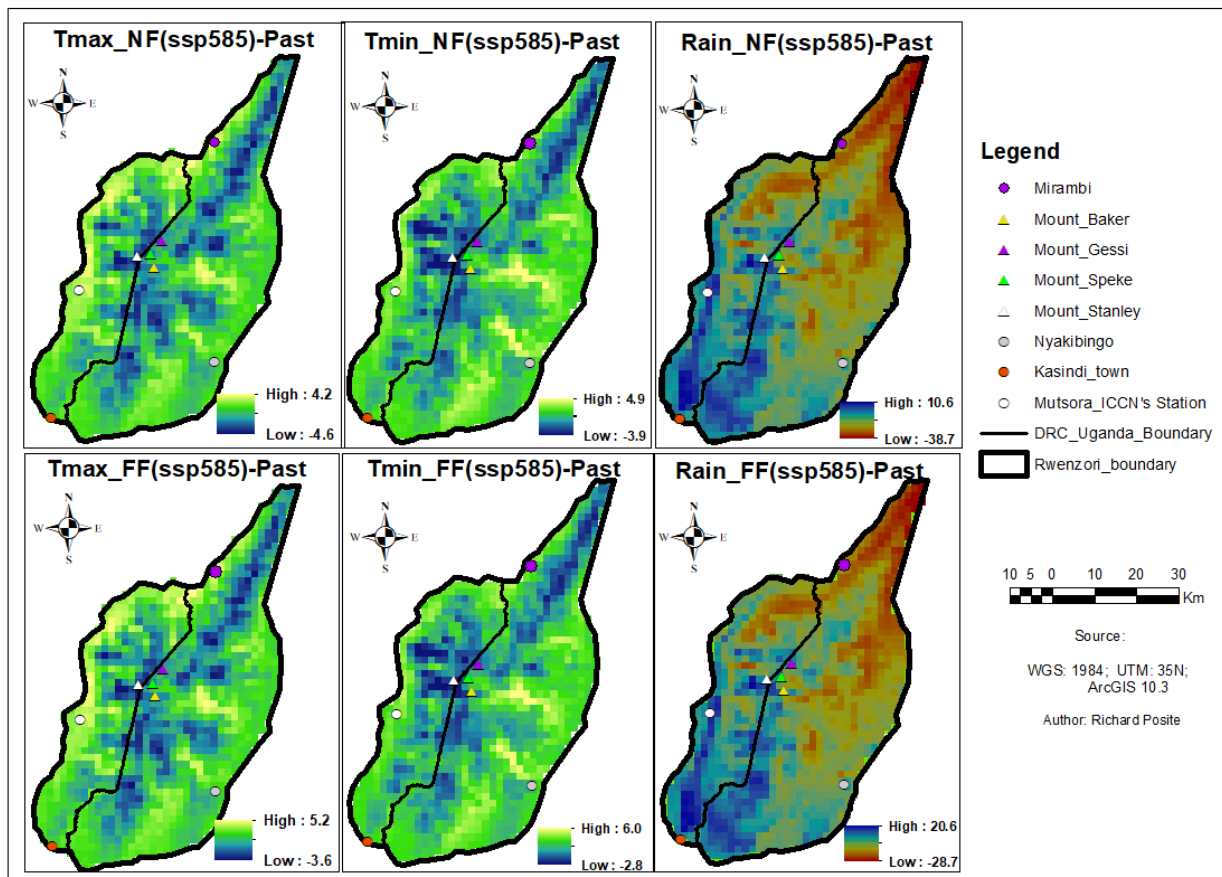 Tmax_NF(ssp585)-Past
N
W
E
S
High : 4.2
Low : -4.6
Tmin_NF(ssp585)-Past
N
W
E
S
High : 4.9
Low : -3.9
Rain_NF(ssp585)-Past
N
W
E
S
High : 10.6
Low : -38.7
Tmax_FF(ssp585)-Past
N
W
E
S
High : 5.2
Low : -3.6
Tmin_FF(ssp585)-Past
N
W
E
S
High : 6.0
Low : -2.8
Rain_FF(ssp585)-Past
N
W
E
S
High : 20.6
Low : -28.7
Legend
Mirambi
Mount_Baker
Mount_Gessi
Mount_Speke
Mount_Stanley
Nyakibingo
Kasindi_town
Mutsora_ICCN's Station
DRC_Uganda_Boundary
Rwenzori_boundary
10 5 0 10 20 30
Km
Source:
WGS: 1984; UTM: 35N;
ArcGIS 10.3
Author: Richard Posite